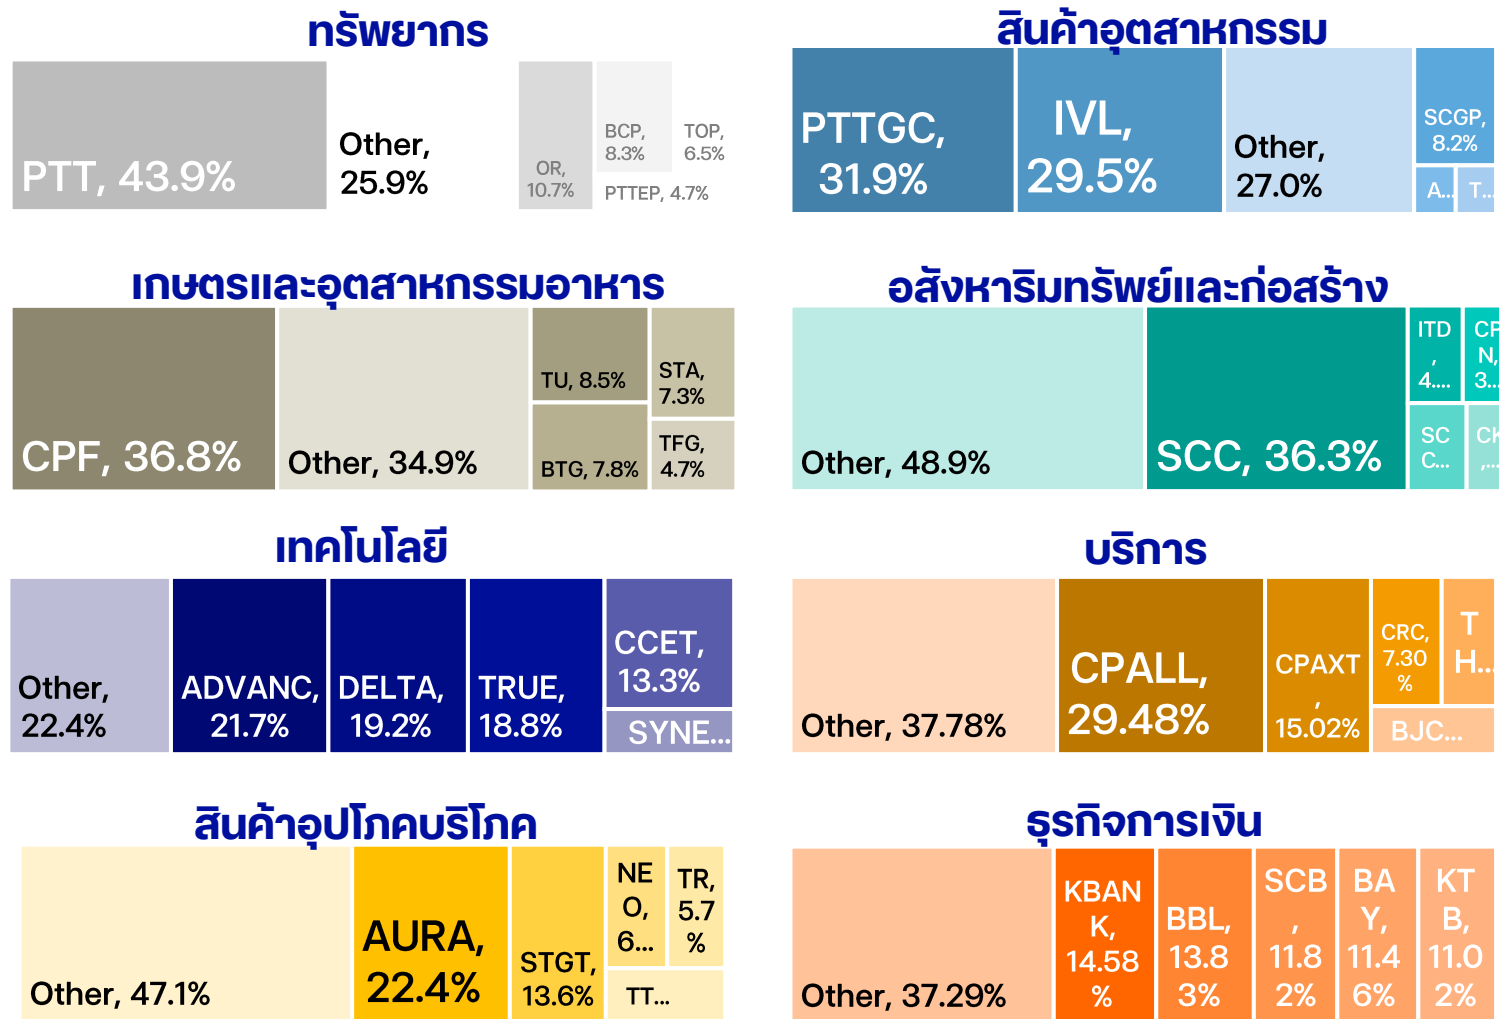 ทรัพยากร
PTT, 43.9%
Other,
25.9%
OR,
10.7%
BCP,
8.3%
TOP,
6.5%
PTTEP, 4.7%
สินค้าอุตสาหกรรม
PTTGC,
31.9%
IVL,
29.5%
Other,
27.0%
SCGP,
8.2%
A...
T...
เกษตรและอุตสาหกรรมอาหาร
CPF, 36.8%
Other, 34.9%
TU, 8.5%
BTG, 7.8%
STA,
7.3%
TFG,
4.7%
อสังหาริมทรัพย์และก่อสร้าง
Other, 48.9%
SCC, 36.3%
ITD
,
4....
CP
N,
3...
SC
C...
CK
,...
เทคโนโลยี
Other,
22.4%
ADVANC,
21.7%
DELTA,
19.2%
TRUE,
18.8%
CCET,
13.3%
SYNE...
บริการ
Other, 37.78%
CPALL,
29.48%
CPAXT
,
15.02%
CRC,
7.30
%
T
H...
BJC...
สินค้าอุปโภคบริโภค
Other, 47.1%
AURA,
22.4%
STGT,
13.6%
NE
O,
6...
TR,
5.7
%
TT...
ธุรกิจการเงิน
Other, 37.29%
KBAN
K,
14.58
%
BBL,
13.8
3%
SCB
,
11.8
2%
BA
Y,
11.4
6%
KT
B,
11.0
2%